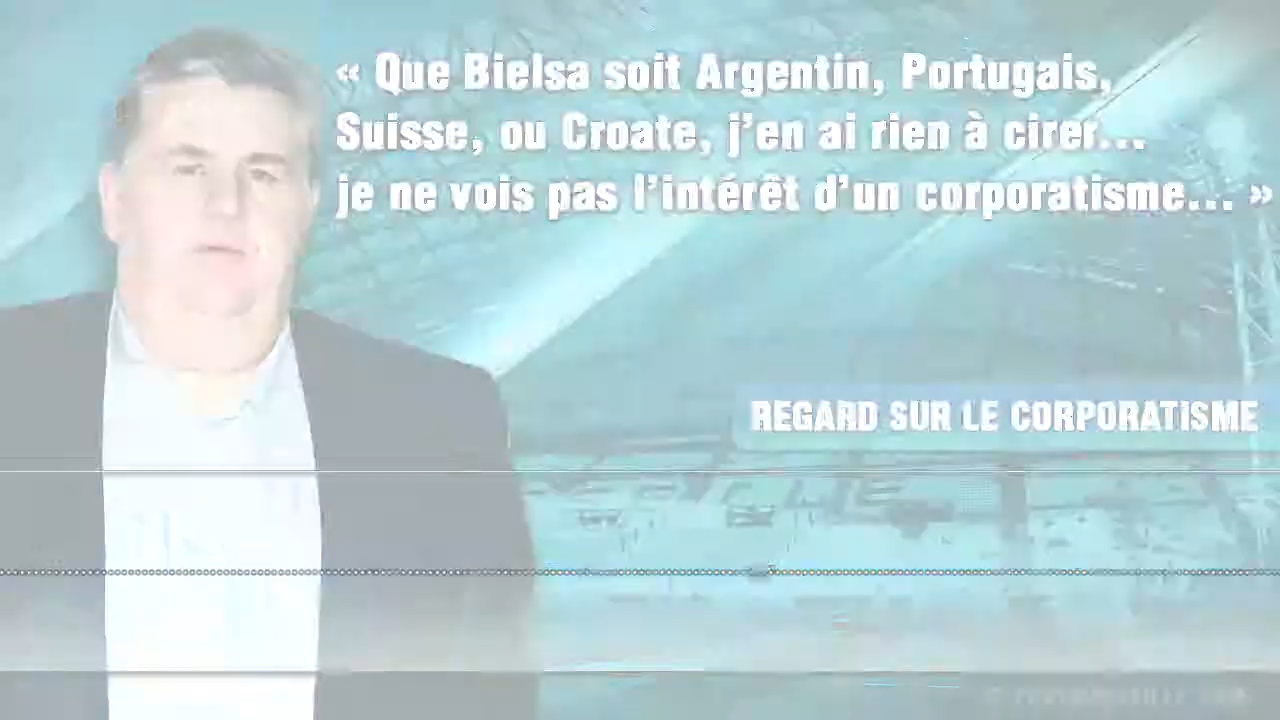 « Que Bielsa soit Argentin, Portugais,
Suisse, ou Croate, j'en ai rien à cirer...
je ne vois pas l'intérêt d'un corporatisme... »
REGARD SUR LE CORPORATISME